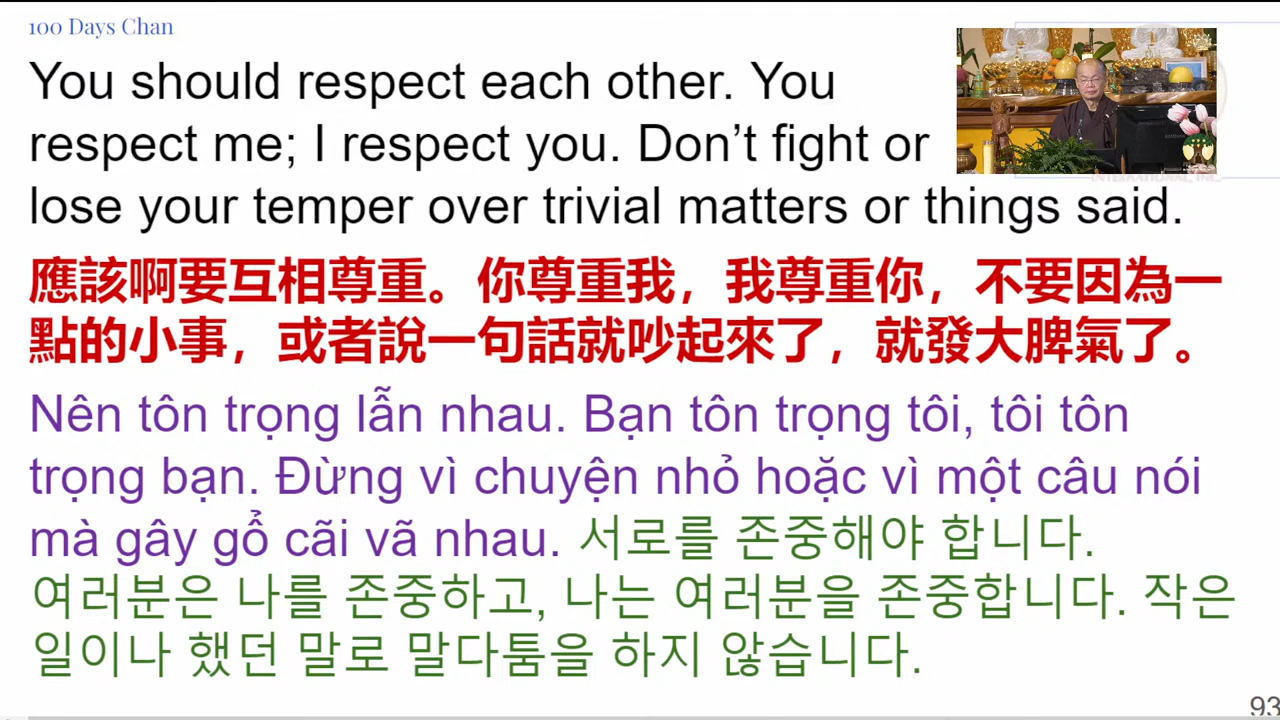 100 Days Chan
You should respect each other. You
respect me; I respect you. Don’t fight or
lose your temper over trivial matters or things said.
應該啊要互相尊重。你尊重我，我尊重你，不要因為一
點的小事，或者說一句話就吵起來了，就發大脾氣了。
Nên tôn trọng lẫn nhau. Bạn tôn trọng tôi, tôi tôn
trọng bạn. Đừng vì chuyện nhỏ hoặc vì một câu nói
mà gây gổ cãi vã nhau. 서로를 존중해야 합니다.
여러분은 나를 존중하고, 나는 여러분을 존중합니다. 작은
일이나 했던 말로 말다툼을 하지 않습니다.
INTERNATIONAL, INC.
93